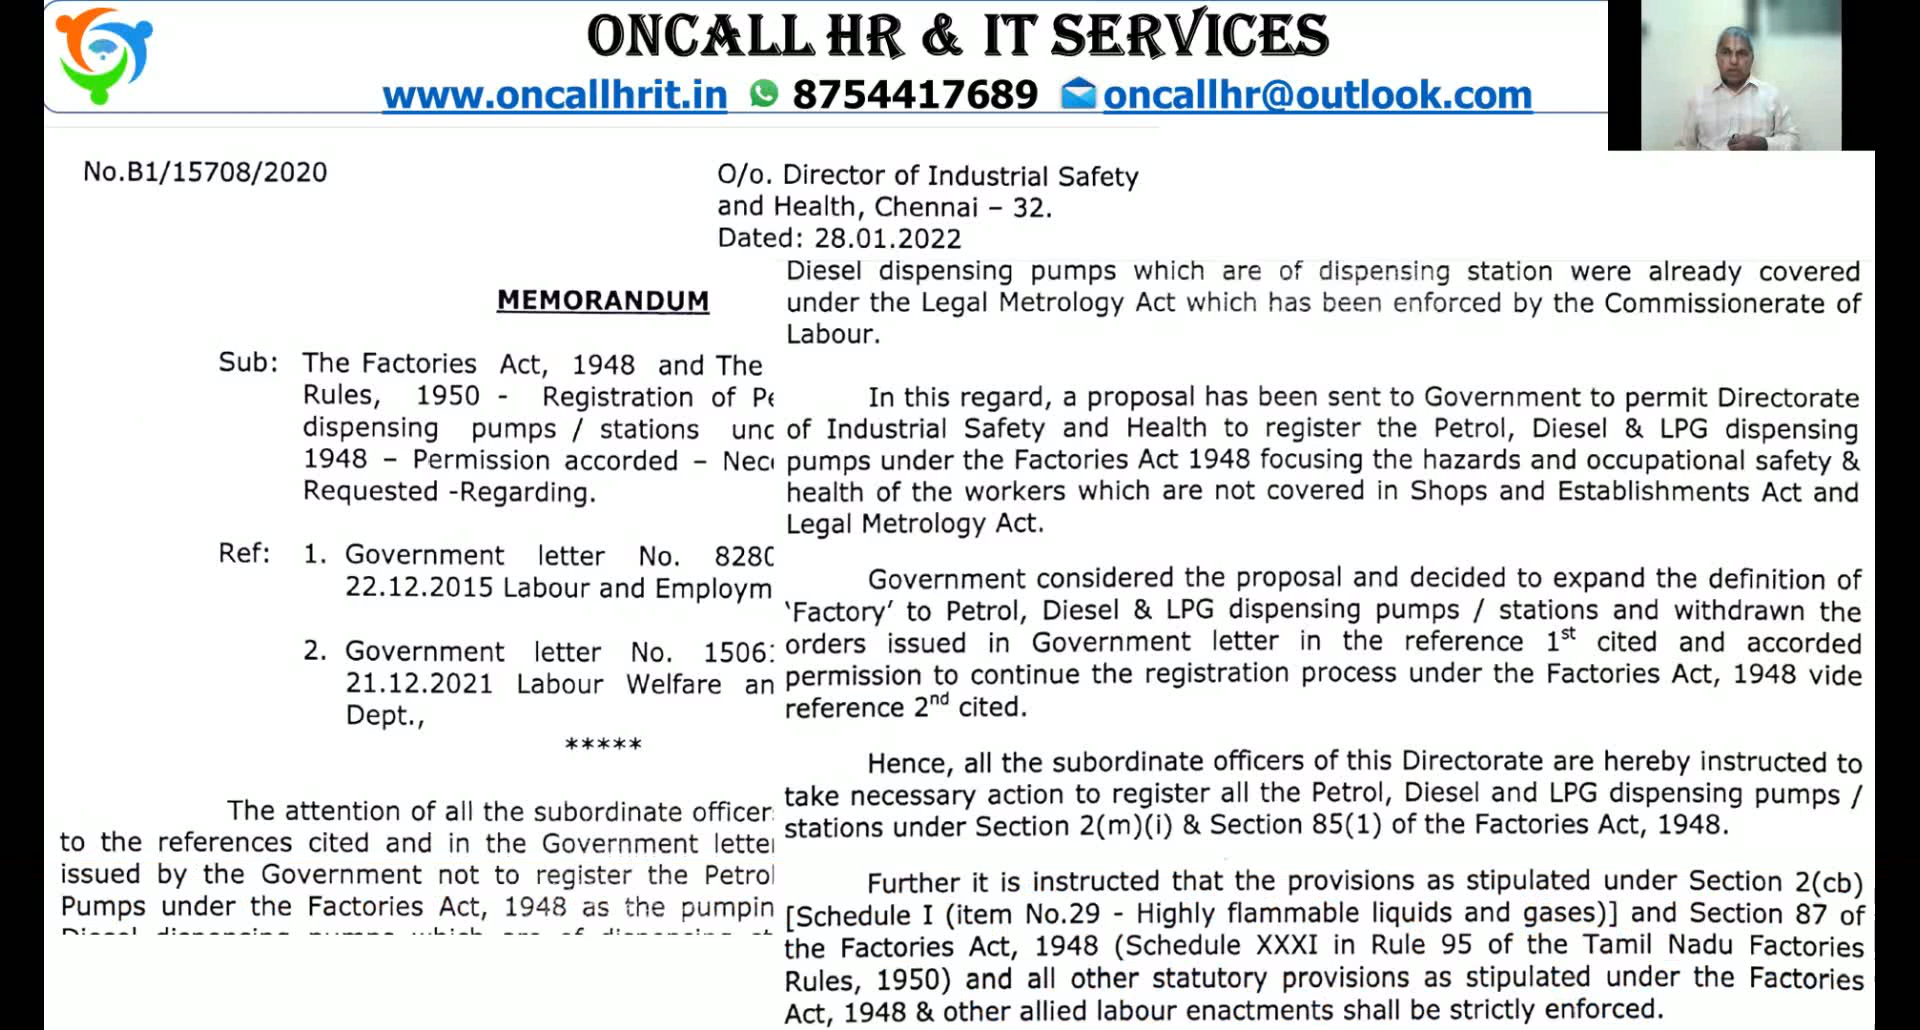 ONCALL HR & IT SERVICES
www.oncallhrit.in 8754417689 oncallhr@outlook.com
No.B1/15708/2020
O/o. Director of Industrial Safety
and Health, Chennai – 32.
Dated: 28.01.2022
MEMORANDUM
Sub: The Factories Act, 1948 and The
Rules, 1950 - Registration of
dispensing pumps / stations
1948 – Permission accorded –
Requested -Regarding.
Ref: 1. Government letter No. 828
22.12.2015 Labour and Employm
2. Government letter No. 1506
21.12.2021 Labour Welfare an
Dept.,
*****
The attention of all the subordinate officer
to the references cited and in the Government lette
issued by the Government not to register the Petrol
Pumps under the Factories Act, 1948 as the pumpin
Diesel dispensing pumps which are of dispensing
Diesel dispensing pumps which are of dispensing station were already covered
under the Legal Metrology Act which has been enforced by the Commissionerate of
Labour.
In this regard, a proposal has been sent to Government to permit Directorate
of Industrial Safety and Health to register the Petrol, Diesel & LPG dispensing
pumps under the Factories Act 1948 focusing the hazards and occupational safety &
health of the workers which are not covered in Shops and Establishments Act and
Legal Metrology Act.
Government considered the proposal and decided to expand the definition of
‘Factory’ to Petrol, Diesel & LPG dispensing pumps / stations and withdrawn the
orders issued in Government letter in the reference 1st cited and accorded
permission to continue the registration process under the Factories Act, 1948 vide
reference 2nd cited.
Hence, all the subordinate officers of this Directorate are hereby instructed to
take necessary action to register all the Petrol, Diesel and LPG dispensing pumps /
stations under Section 2(m)(i) & Section 85(1) of the Factories Act, 1948.
Further it is instructed that the provisions as stipulated under Section 2(cb)
[Schedule I (item No.29 - Highly flammable liquids and gases)] and Section 87 of
the Factories Act, 1948 (Schedule XXXI in Rule 95 of the Tamil Nadu Factories
Rules, 1950) and all other statutory provisions as stipulated under the Factories
Act, 1948 & other allied labour enactments shall be strictly enforced.